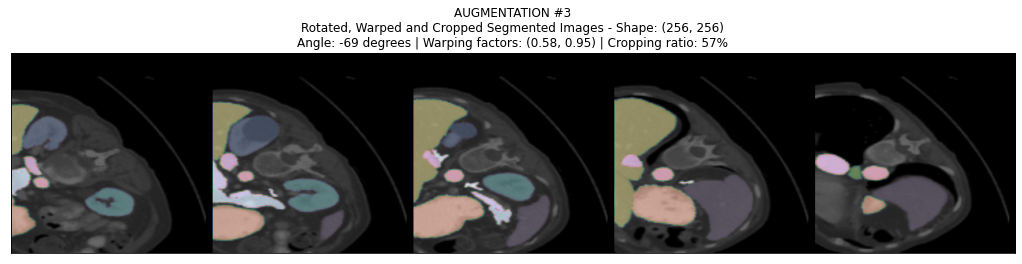 AUGMENTATION #3
Rotated, Warped and Cropped Segmented Images - Shape: (256, 256)
Angle: -69 degrees | Warping factors: (0.58, 0.95) | Cropping ratio: 57%